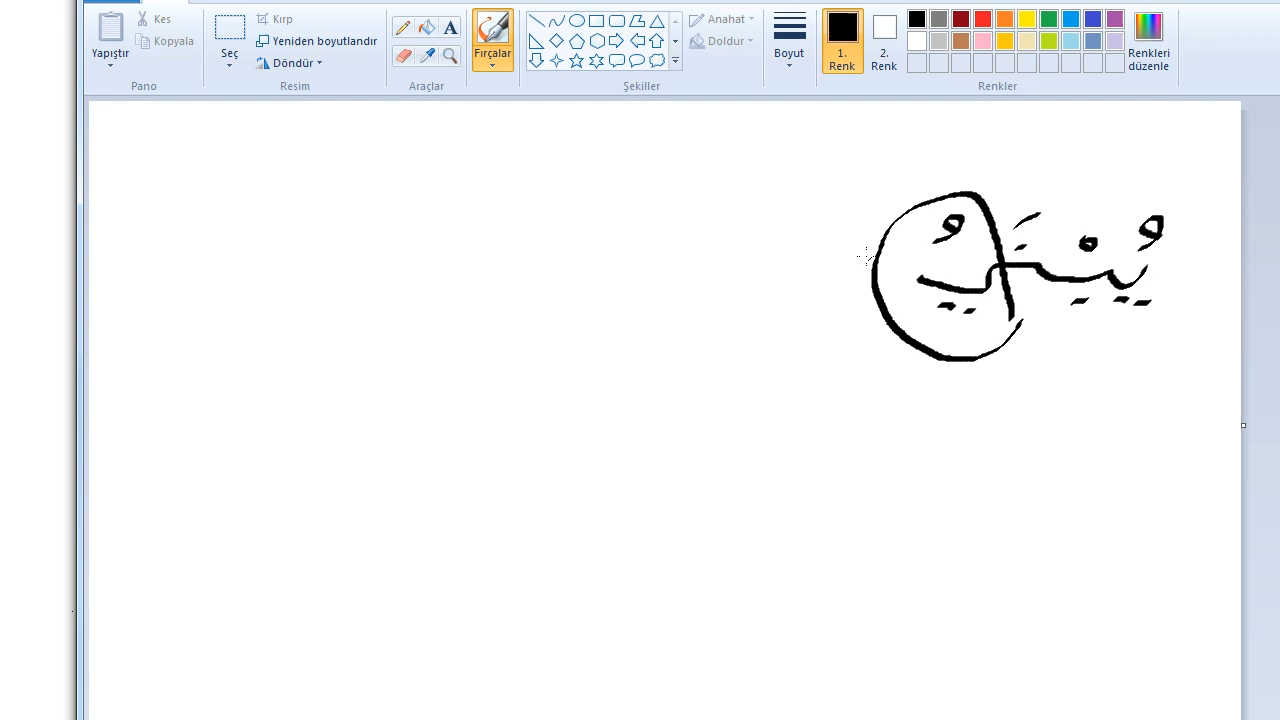 Yapıştır
Kes
Kopyala
Pano
Seç
Kırp
Yeniden boyutlandır
Döndür
Resim
A
Araçlar
Fırçalar
Şekiller
Anahat
Doldur
Boyut
1. Renk
2. Renk
Renkler
Renkleri düzenle
يُبْنَيُ